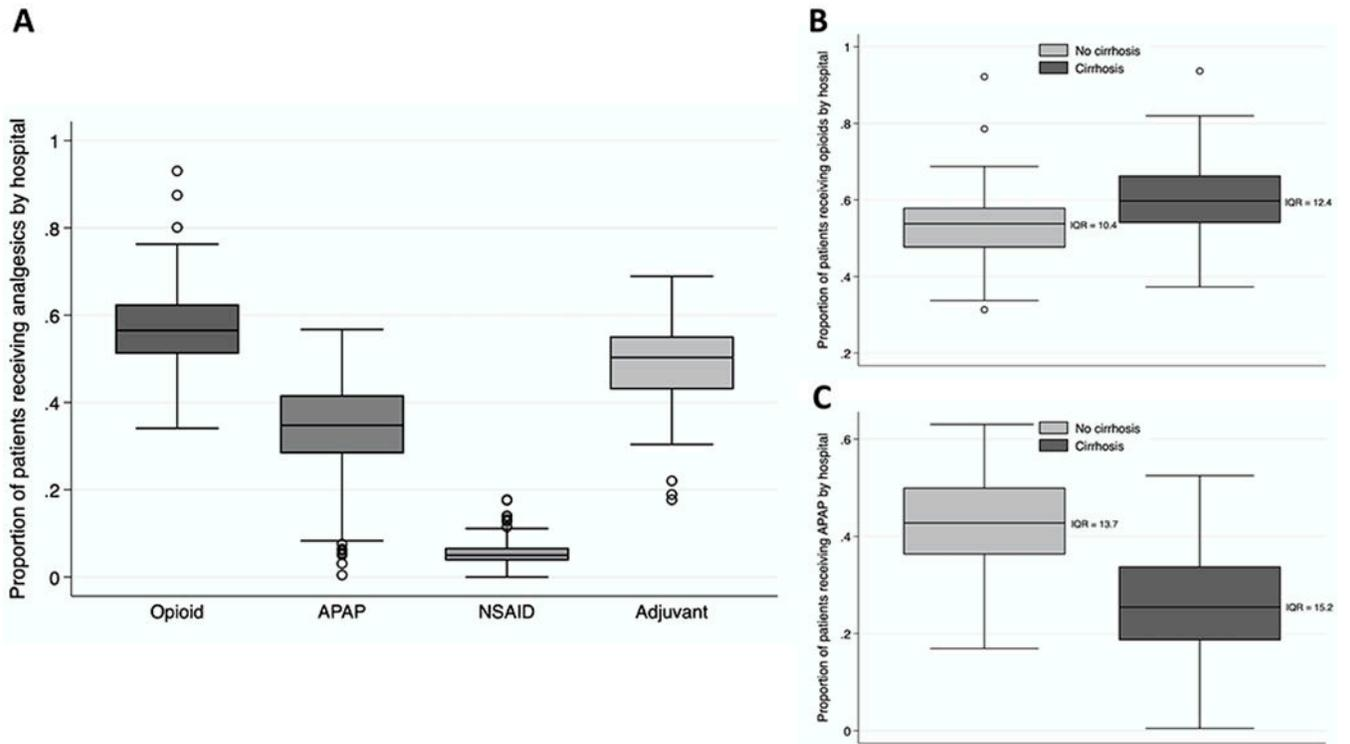 A
Proportion of patients receiving analgesics by hospital
1
.8
.6
.4
.2
0
Opioid APAP NSAID Adjuvant
B
Proportion of patients receiving opioids by hospital
No cirrhosis
Cirrhosis
1
.8
.6
.4
.2
IQR = 10.4
IQR = 12.4
C
Proportion of patients receiving APAP by hospital
No cirrhosis
Cirrhosis
.6
.4
.2
0
IQR = 13.7
IQR = 15.2